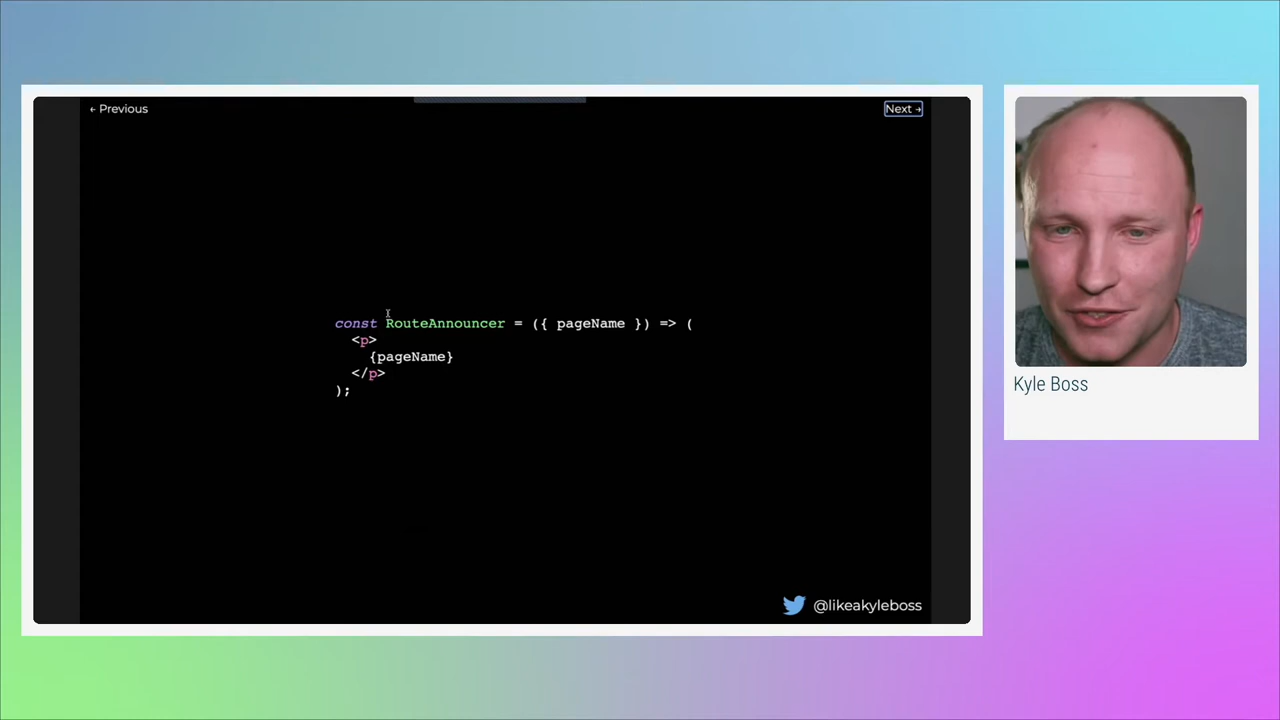 ← Previous
Next →
const RouteAnnouncer = ({ pageName }) => (
<p>
{pageName}
</p>
);
@likeakyleboss
Kyle Boss